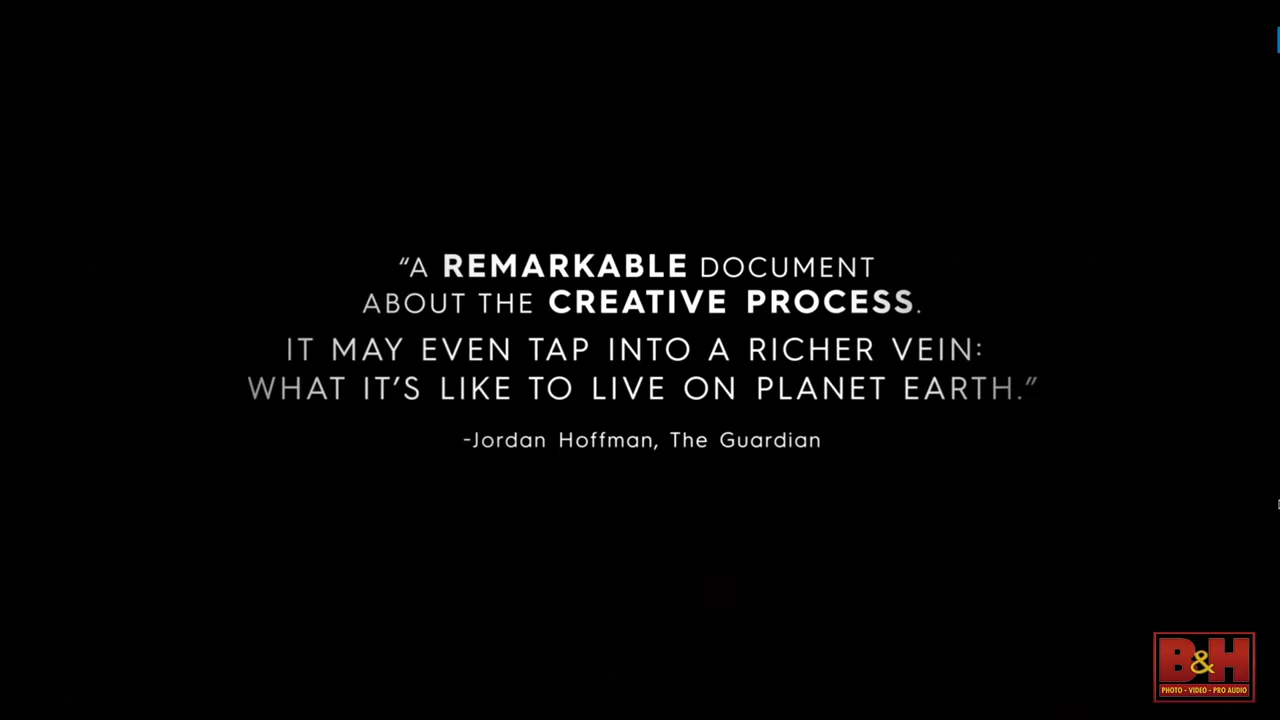 “A REMARKABLE DOCUMENT
ABOUT THE CREATIVE PROCESS.
IT MAY EVEN TAP INTO A RICHER VEIN:
WHAT IT’S LIKE TO LIVE ON PLANET EARTH.”
-Jordan Hoffman, The Guardian
B&H
PHOTO - VIDEO - PRO AUDIO